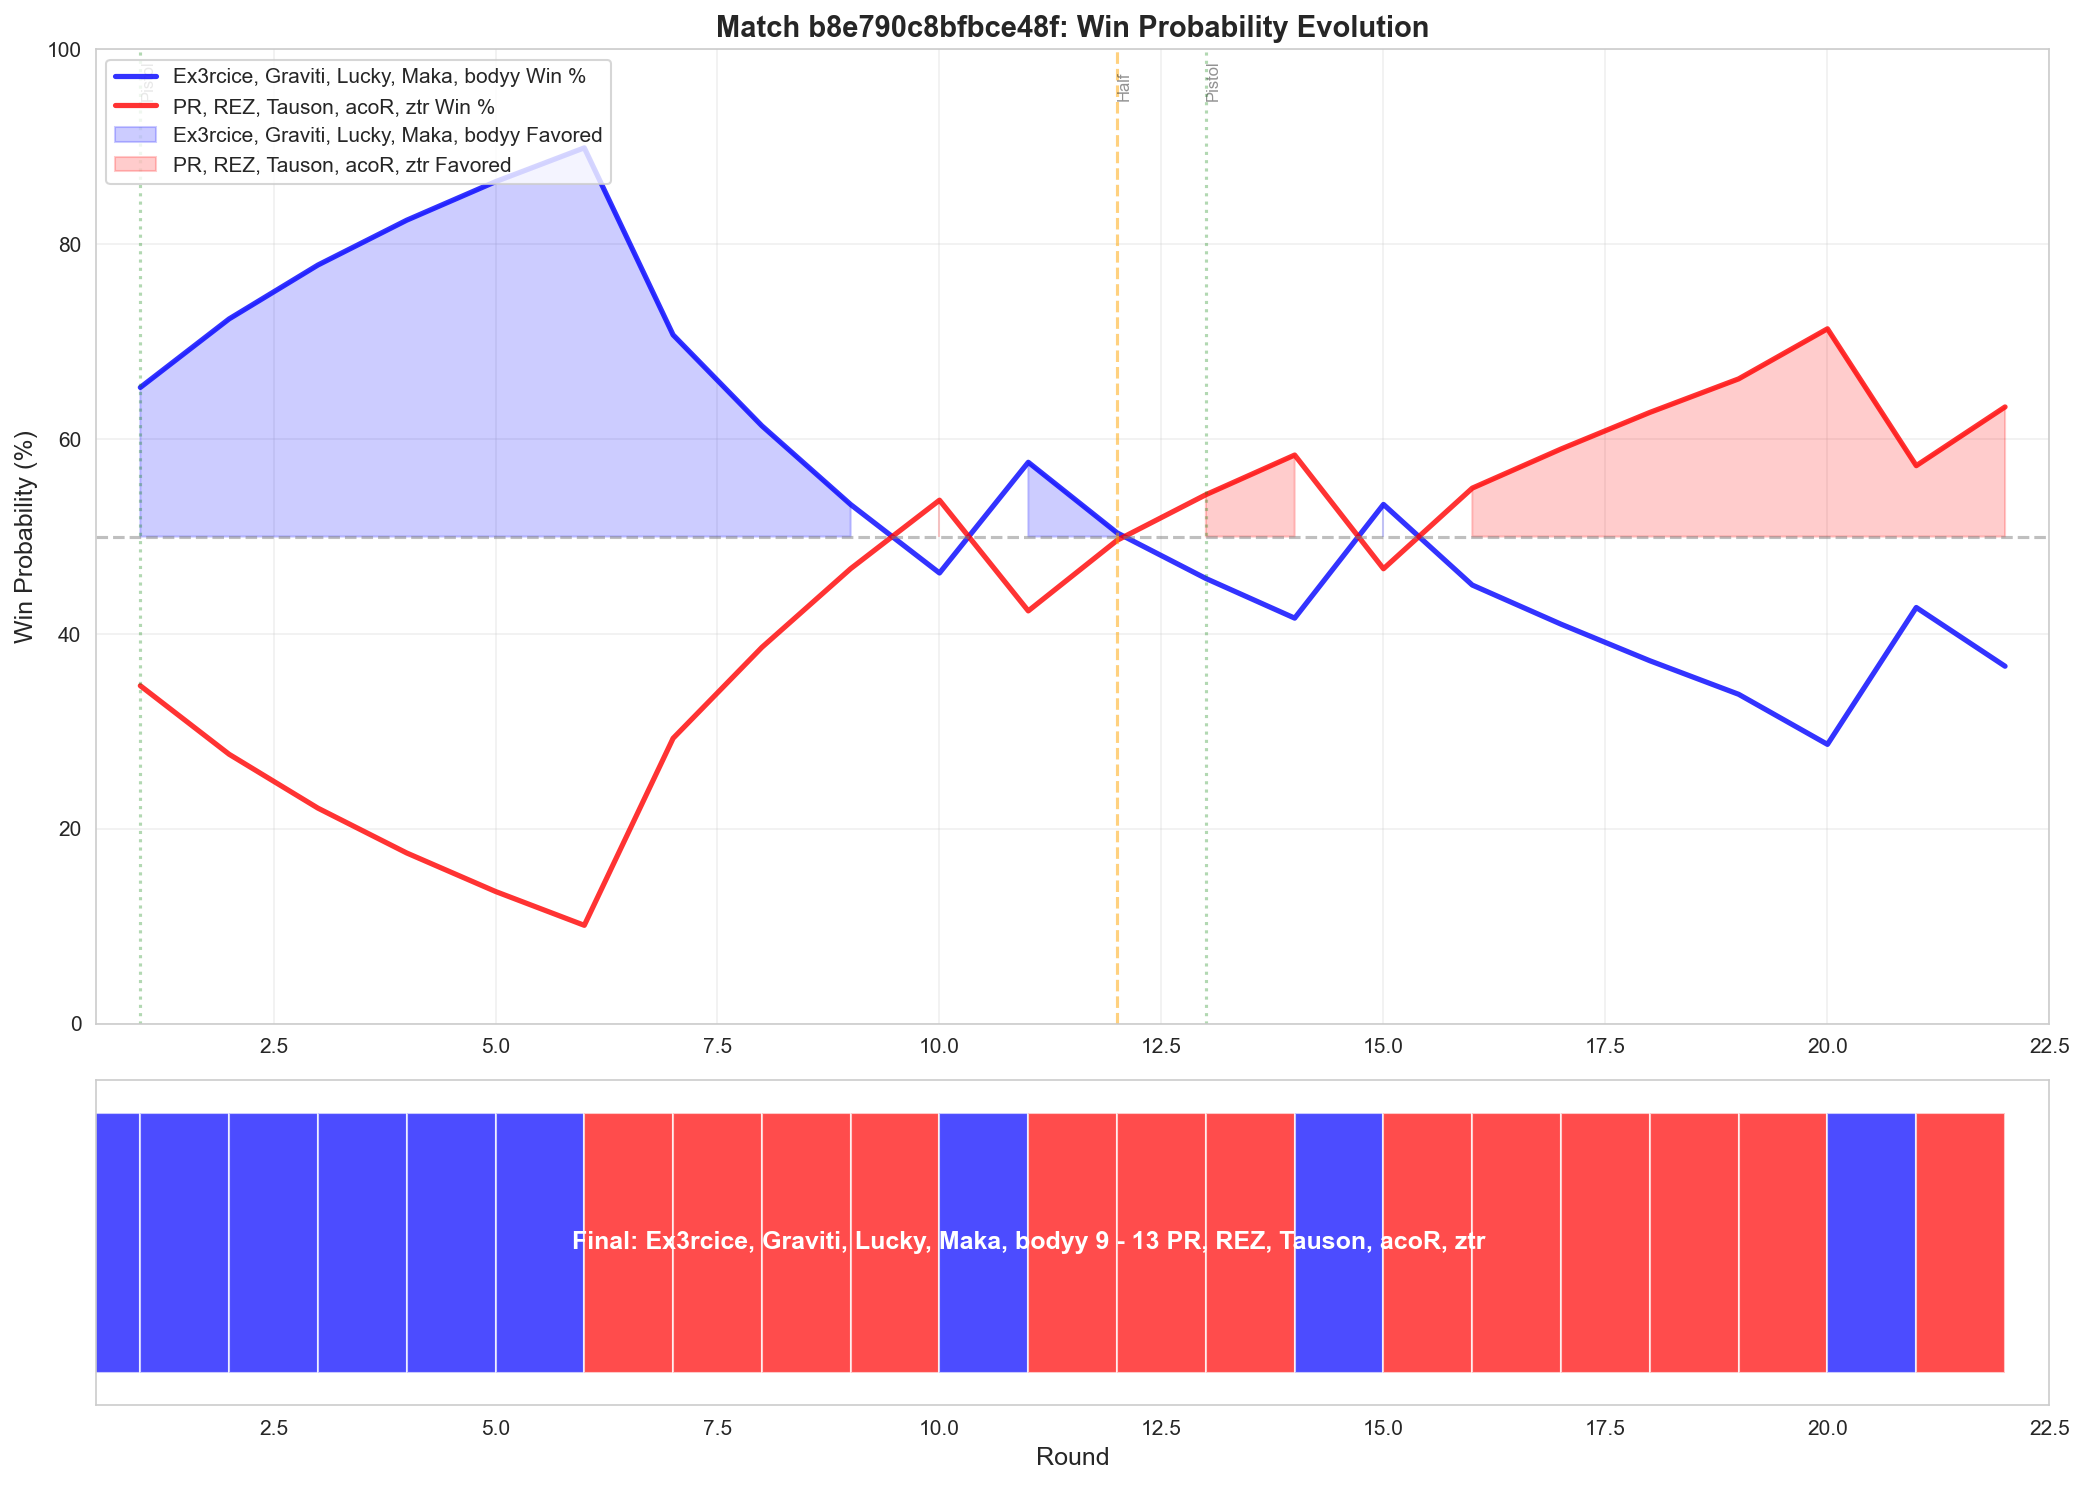 Match b8e790c8bfbce48f: Win Probability Evolution
Win Probability (%)
100
80
60
40
20
0
Pistol
Half
Pistol
Ex3rcice, Graviti, Lucky, Maka, bodyy Win %
PR, REZ, Tauson, acoR, ztr Win %
Ex3rcice, Graviti, Lucky, Maka, bodyy Favored
PR, REZ, Tauson, acoR, ztr Favored
2.5 5.0 7.5 10.0 12.5 15.0 17.5 20.0 22.5
Final: Ex3rcice, Graviti, Lucky, Maka, bodyy 9 - 13 PR, REZ, Tauson, acoR, ztr
2.5 5.0 7.5 10.0 12.5 15.0 17.5 20.0 22.5
Round